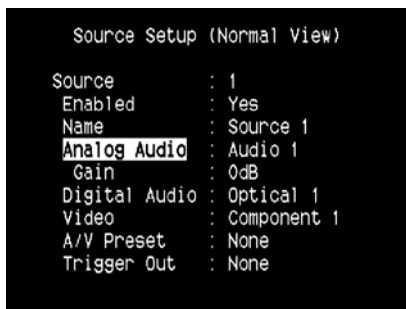 Source Setup (Normal View)
Source : 1
Enabled : Yes
Name : Source 1
Analog Audio : Audio 1
Gain : 0dB
Digital Audio : Optical 1
Video : Component 1
A/V Preset : None
Trigger Out : None